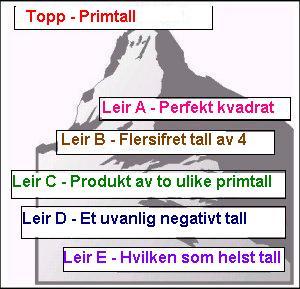 Topp - Primtall
Leir A - Perfekt kvadrat
Leir B - Flersifret tall av 4
Leir C - Produkt av to ulike primtall
Leir D - Et uvanlig negativt tall
Leir E - Hvilken som helst tall